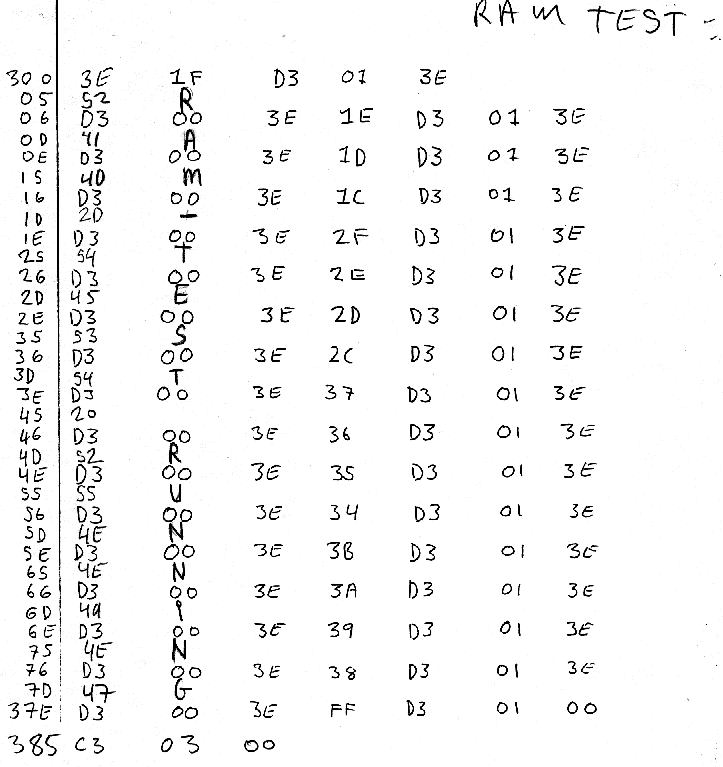 RAM TEST -
300 3E 1F D3 01 3E
05 52 R
06 D3 00 3E 1E D3 01 3E
0D 41 A
0E D3 00 3E 1D D3 01 3E
15 4D M
16 D3 00 3E 1C D3 01 3E
1D 2D -
1E D3 00 3E 2F D3 01 3E
25 54 T
26 D3 00 3E 2E D3 01 3E
2D 45 E
2E D3 00 3E 2D D3 01 3E
35 53 S
36 D3 00 3E 2C D3 01 3E
3D 54 T
3E D3 00 3E 37 D3 01 3E
45 20
46 D3 00 3E 36 D3 01 3E
4D 52 R
4E D3 00 3E 35 D3 01 3E
55 55 U
56 D3 00 3E 34 D3 01 3E
5D 4E N
5E D3 00 3E 3B D3 01 3E
65 4E N
66 D3 00 3E 3A D3 01 3E
6D 49 I
6E D3 00 3E 39 D3 01 3E
75 4E N
76 D3 00 3E 38 D3 01 3E
7D 47 G
37E D3 00 3E FF D3 01 00
385 C3 03 00